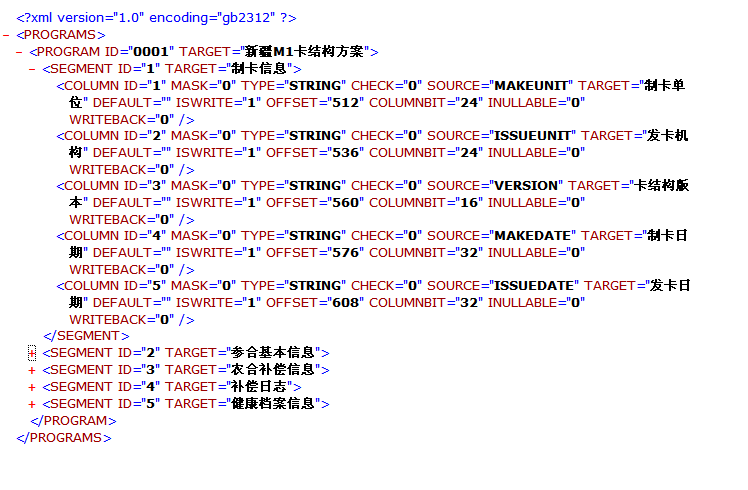 <?xml version="1.0" encoding="gb2312" ?>
- <PROGRAMS>
- <PROGRAM ID="0001" TARGET="新疆M1卡结构方案">
- <SEGMENT ID="1" TARGET="制卡信息">
<COLUMN ID="1" MASK="0" TYPE="STRING" CHECK="0" SOURCE="MAKEUNIT" TARGET="制卡单
位" DEFAULT="" ISWRITE="1" OFFSET="512" COLUMNBIT="24" INULLABLE="0"
WRITEBACK="0" />
<COLUMN ID="2" MASK="0" TYPE="STRING" CHECK="0" SOURCE="ISSUEUNIT" TARGET="发卡机
构" DEFAULT="" ISWRITE="1" OFFSET="536" COLUMNBIT="24" INULLABLE="0"
WRITEBACK="0" />
<COLUMN ID="3" MASK="0" TYPE="STRING" CHECK="0" SOURCE="VERSION" TARGET="卡结构版
本" DEFAULT="" ISWRITE="1" OFFSET="560" COLUMNBIT="16" INULLABLE="0"
WRITEBACK="0" />
<COLUMN ID="4" MASK="0" TYPE="STRING" CHECK="0" SOURCE="MAKEDATE" TARGET="制卡日
期" DEFAULT="" ISWRITE="1" OFFSET="576" COLUMNBIT="32" INULLABLE="0"
WRITEBACK="0" />
<COLUMN ID="5" MASK="0" TYPE="STRING" CHECK="0" SOURCE="ISSUEDATE" TARGET="发卡日
期" DEFAULT="" ISWRITE="1" OFFSET="608" COLUMNBIT="32" INULLABLE="0"
WRITEBACK="0" />
</SEGMENT>
+ <SEGMENT ID="2" TARGET="参合基本信息">
+ <SEGMENT ID="3" TARGET="农合补偿信息">
+ <SEGMENT ID="4" TARGET="补偿日志">
+ <SEGMENT ID="5" TARGET="健康档案信息">
</PROGRAM>
</PROGRAMS>